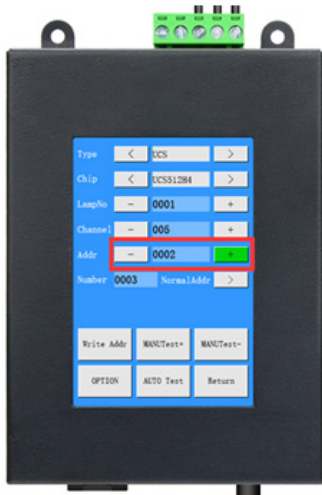 Type < UCS >
Chip < UCS512H4 >
LampNo - 0001 +
Channel - 005 +
Addr - 0002 +
Number 0003 NormalAddr >
Write Addr MANUTest+ MANUTest-
OPTION AUTO Test Return